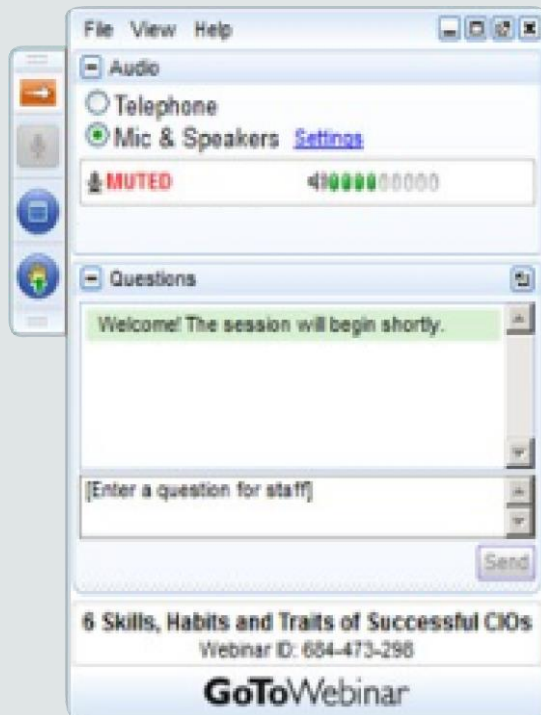 File View Help
Audio
Telephone
Mic & Speakers Settings
MUTED
Questions
Welcome! The session will begin shortly.
[Enter a question for staff]
Send
6 Skills, Habits and Traits of Successful CIOs
Webinar ID: 684-473-298
GoToWebinar